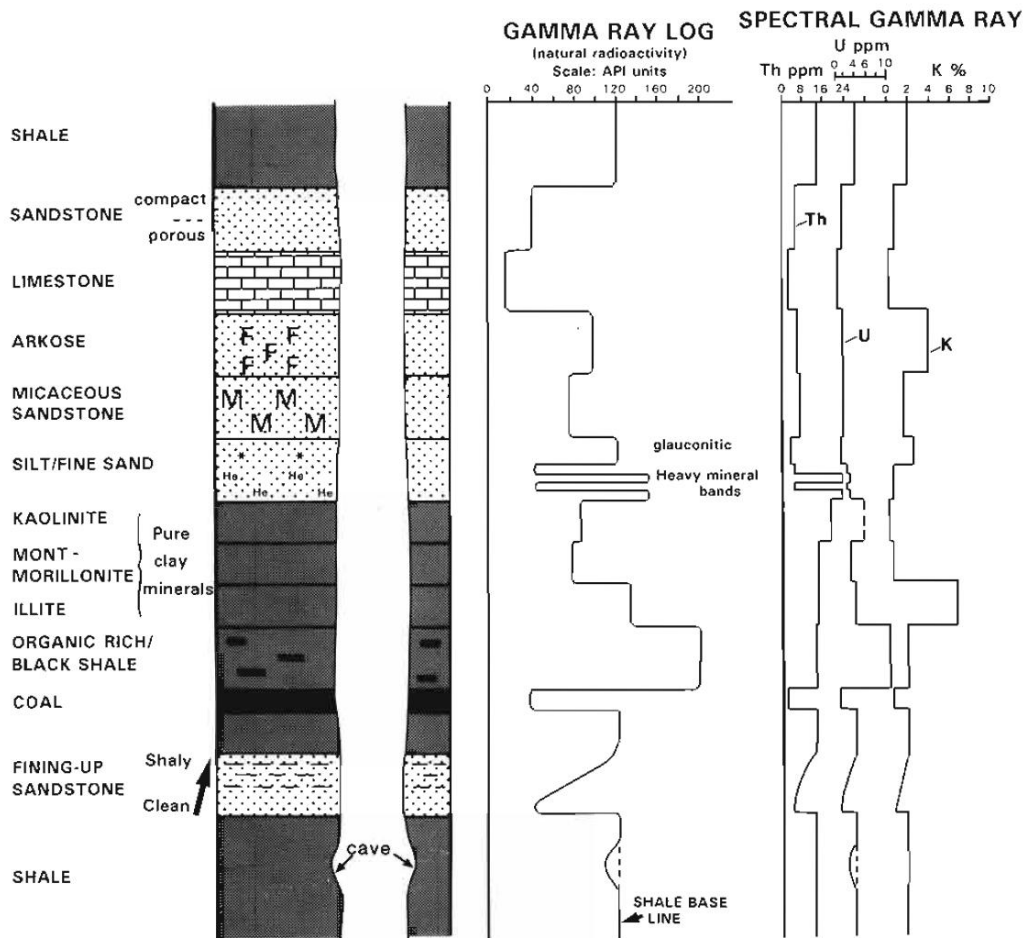 GAMMA RAY LOG
(natural radioactivity)
Scale: API units
0 40 80 120 160 200
SPECTRAL GAMMA RAY
U ppm
Th ppm 0 4 6 10 K %
0 8 16 24 0 2 4 6 8 10
SHALE
SANDSTONE
compact
porous
LIMESTONE
ARKOSE
F F
F
F F
MICACEOUS
SANDSTONE
M M
M M
SILT/FINE SAND
* *
He He
He He
KAOLINITE
MONT-
MORILLONITE
ILLITE
Pure
clay
minerals
ORGANIC RICH/
BLACK SHALE
COAL
FINING-UP
SANDSTONE
Shaly
Clean
SHALE
cave
Th
U
K
glauconitic
Heavy mineral
bands
SHALE BASE
LINE